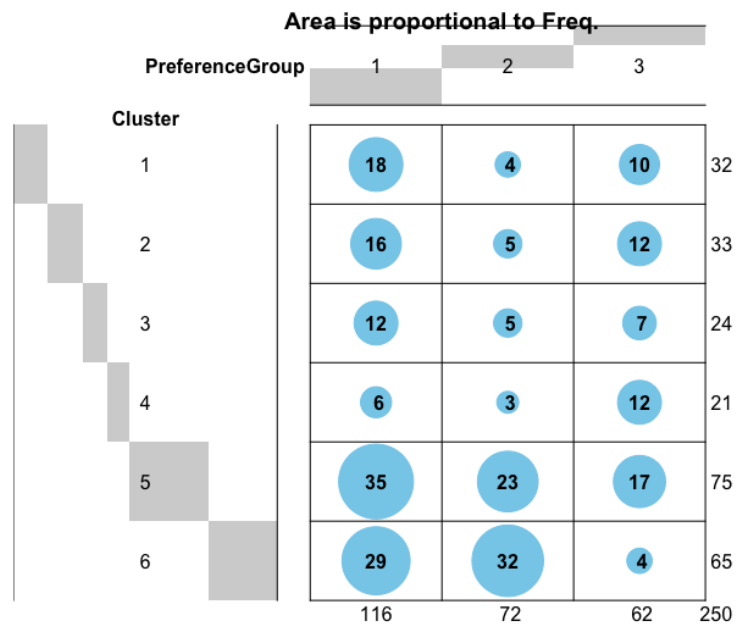 Area is proportional to Freq.
PreferenceGroup 1 2 3
Cluster
1 18 4 10 32
2 16 5 12 33
3 12 5 7 24
4 6 3 12 21
5 35 23 17 75
6 29 32 4 65
116 72 62 250